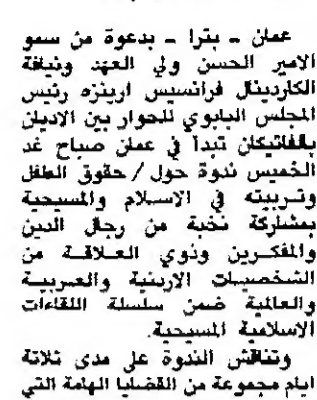 عمان ـ بترا ـ بدعوة من سمو
الامير الحسن ولي العهد ونيافة
الكاردينال فرانسيس ارينزه رئيس
المجلس البابوي للحوار بين الاديان
بالفاتيكان تبدأ في عمان صباح غد
الخميس ندوة حول / حقوق الطفل
وتربيته في الاسلام والمسيحية
بمشاركة نخبة من رجال الدين
والمفكرين وذوي العلاقة من
الشخصيات الاردنية والعربية
والعالمية ضمن سلسلة اللقاءات
الاسلامية المسيحية.
وتناقش الندوة على مدى ثلاثة
ايام مجموعة من القضايا الهامة التي